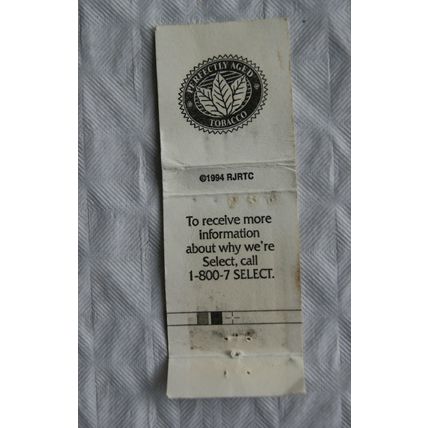 PERFECTLY AGED
TOBACCO
©1994 RJRTC
To receive more
information
about why we're
Select, call
1-800-7 SELECT.